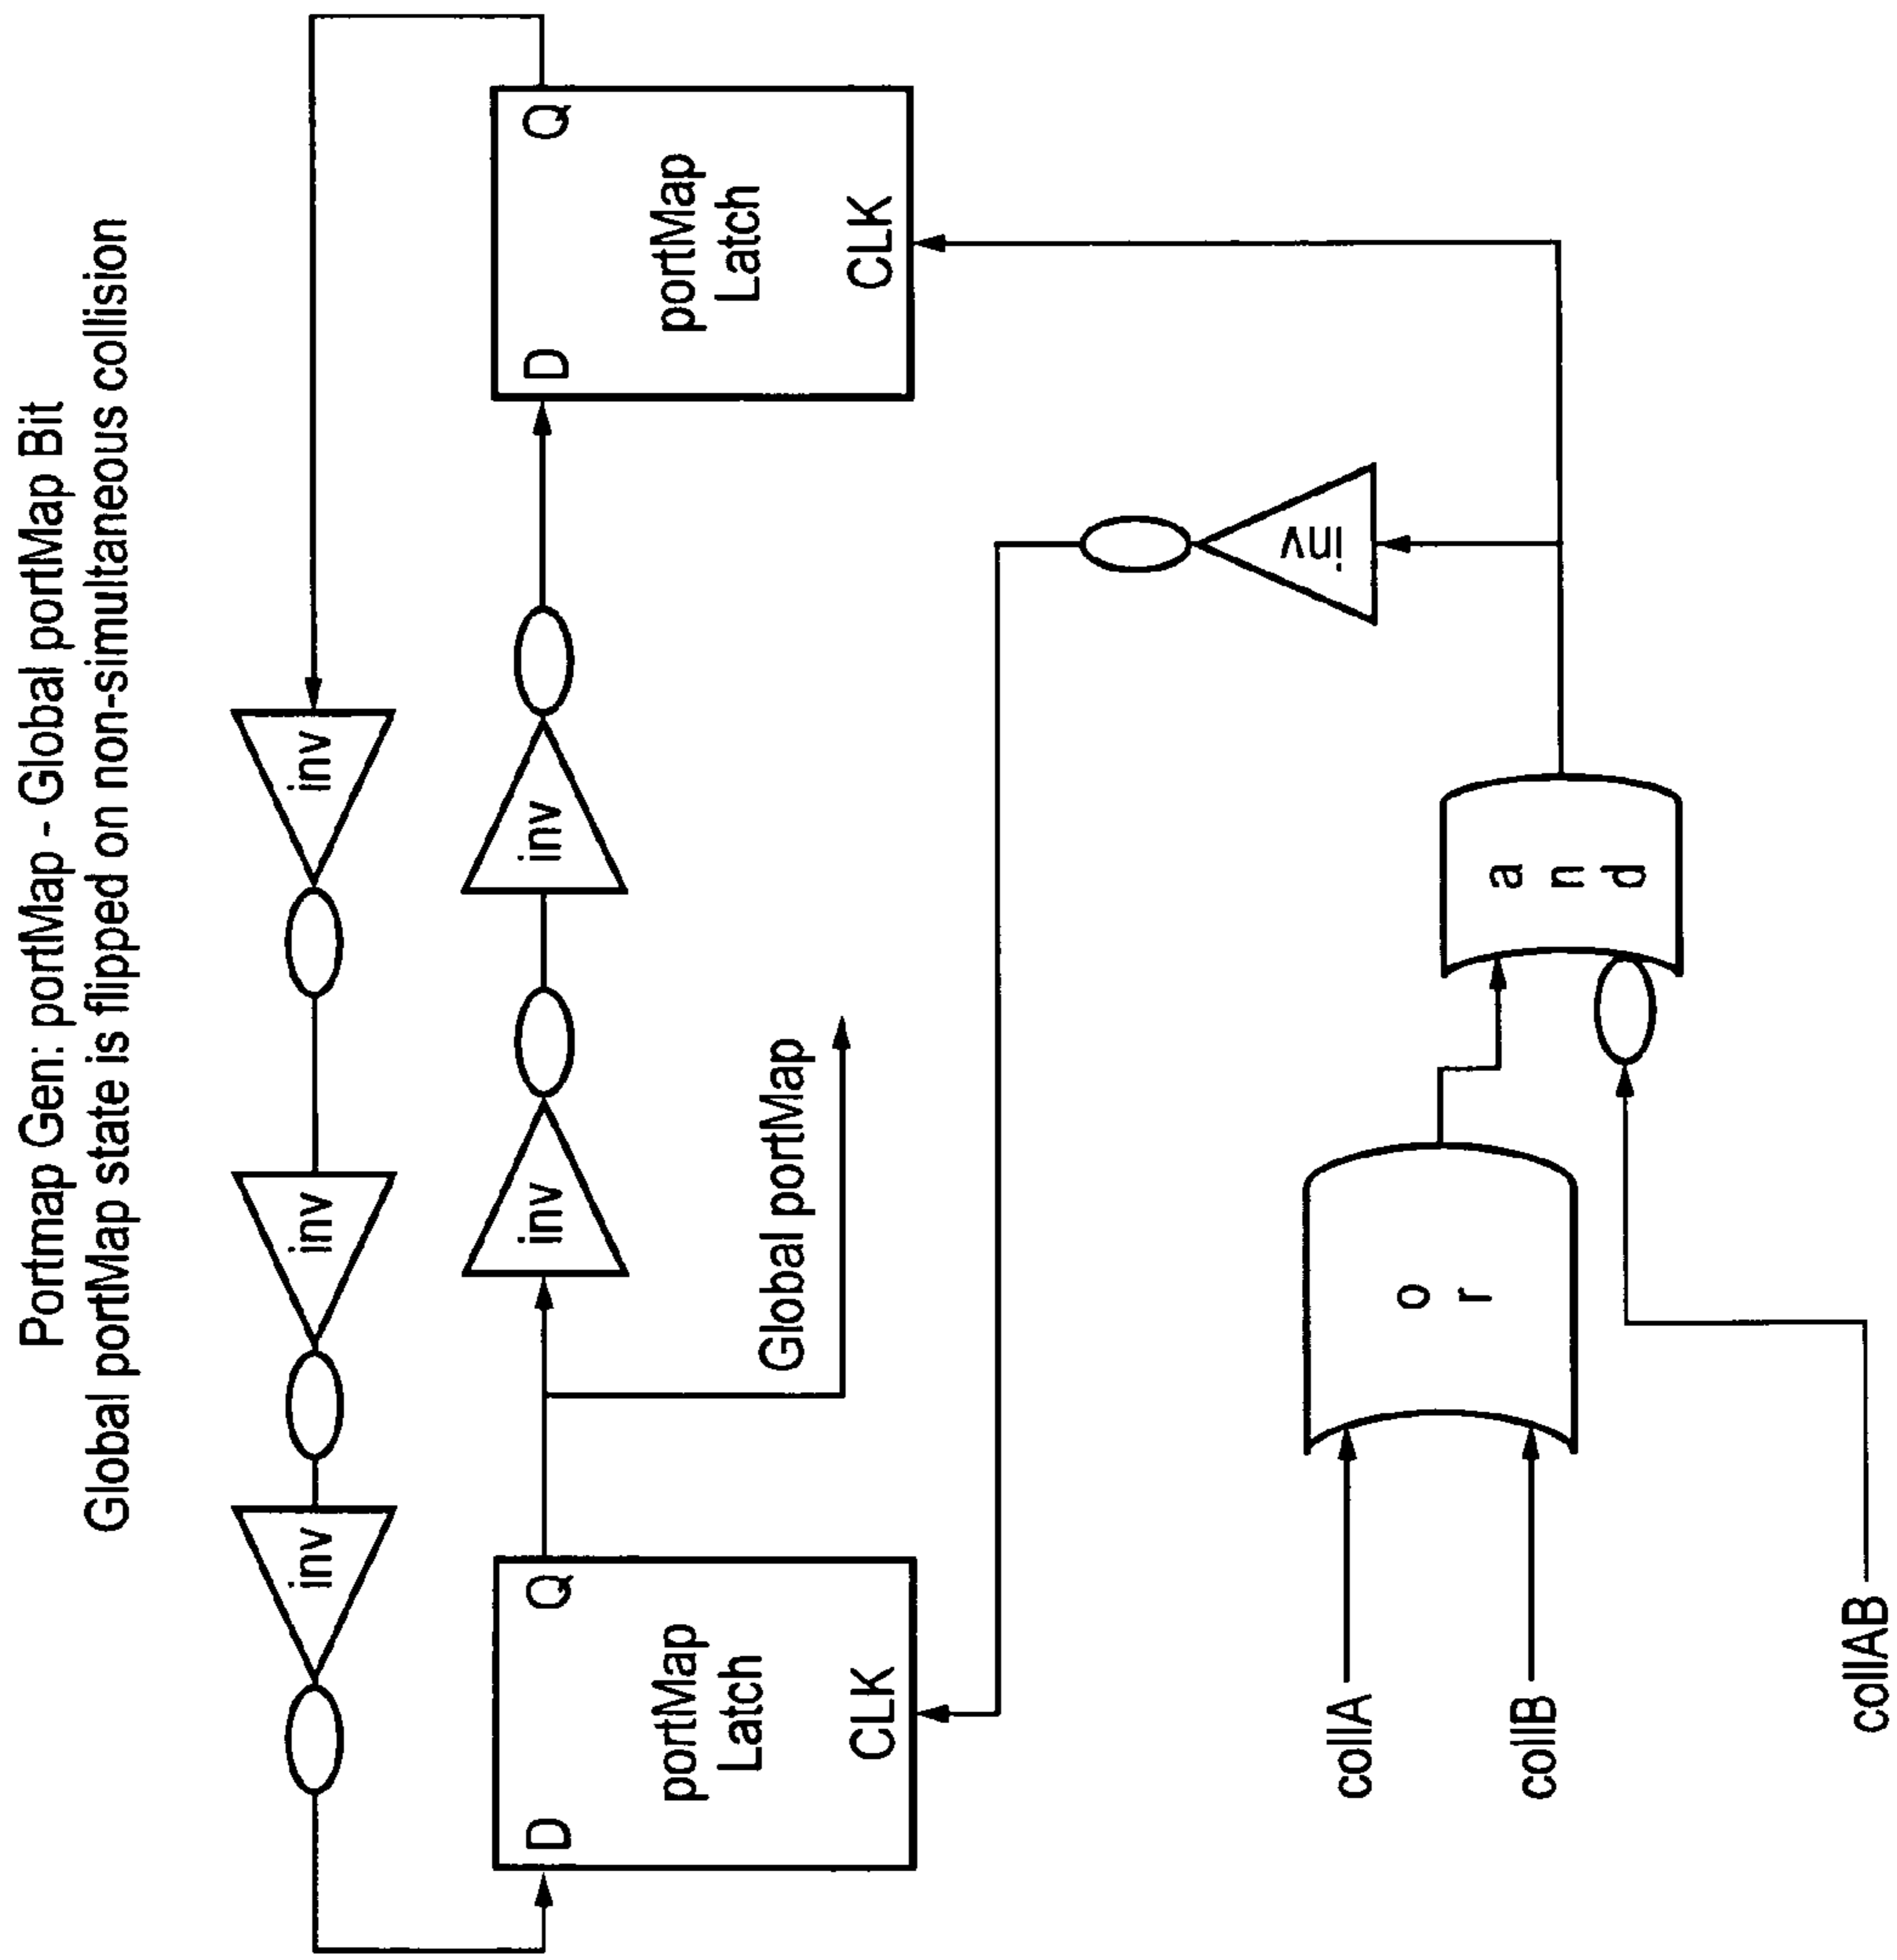 Portmap Gen: portMap - Global portMap Bit
Global portMap state is flipped on non-simultaneous collision
inv
inv
inv
D
Q
portMap
Latch
CLK
inv
inv
Global portMap
D
Q
portMap
Latch
CLK
inv
collA
collB
o
r
a
n
d
collAB